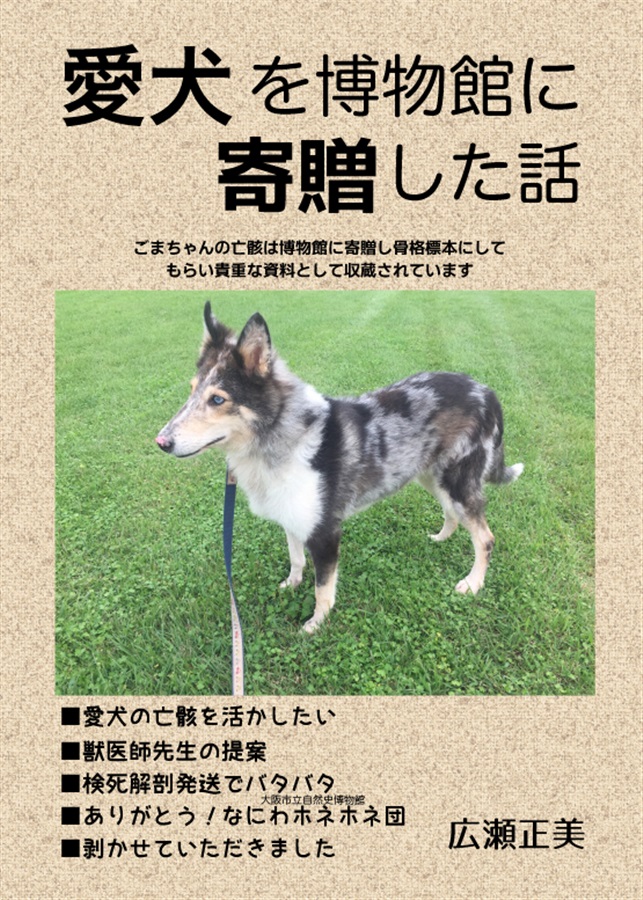 愛犬を博物館に
寄贈した話
ごまちゃんの亡骸は博物館に寄贈し骨格標本にして
もらい貴重な資料として収蔵されています
■愛犬の亡骸を活かしたい
■獣医師先生の提案
■検死解剖発送でバタバタ
大阪市立自然史博物館
■ありがとう！なにわホネホネ団
■剥かせていただきました
広瀬正美